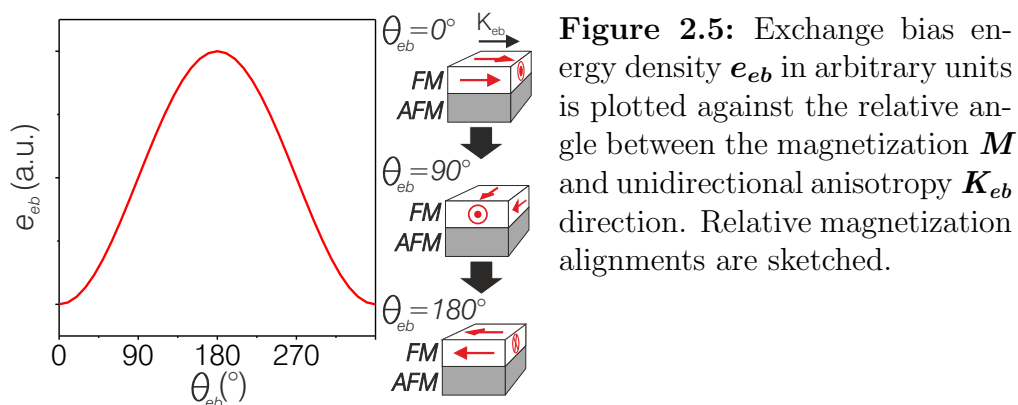 e_eb (a.u.)
0 90 180 270
θ_eb(°)
θ_eb=0°
K_eb
FM
AFM
θ_eb=90°
FM
AFM
θ_eb=180°
FM
AFM
Figure 2.5: Exchange bias en-
ergy density e_eb in arbitrary units
is plotted against the relative an-
gle between the magnetization M
and unidirectional anisotropy K_eb
direction. Relative magnetization
alignments are sketched.